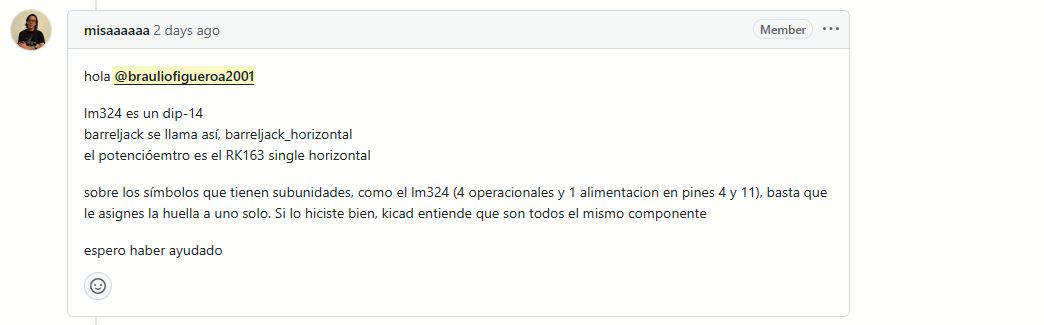 misaaaaaa 2 days ago Member ...
hola @brauliofigueroa2001
lm324 es un dip-14
barreljack se llama así, barreljack_horizontal
el potencióemtro es el RK163 single horizontal
sobre los símbolos que tienen subunidades, como el lm324 (4 operacionales y 1 alimentacion en pines 4 y 11), basta que
le asignes la huella a uno solo. Si lo hiciste bien, kicad entiende que son todos el mismo componente
espero haber ayudado